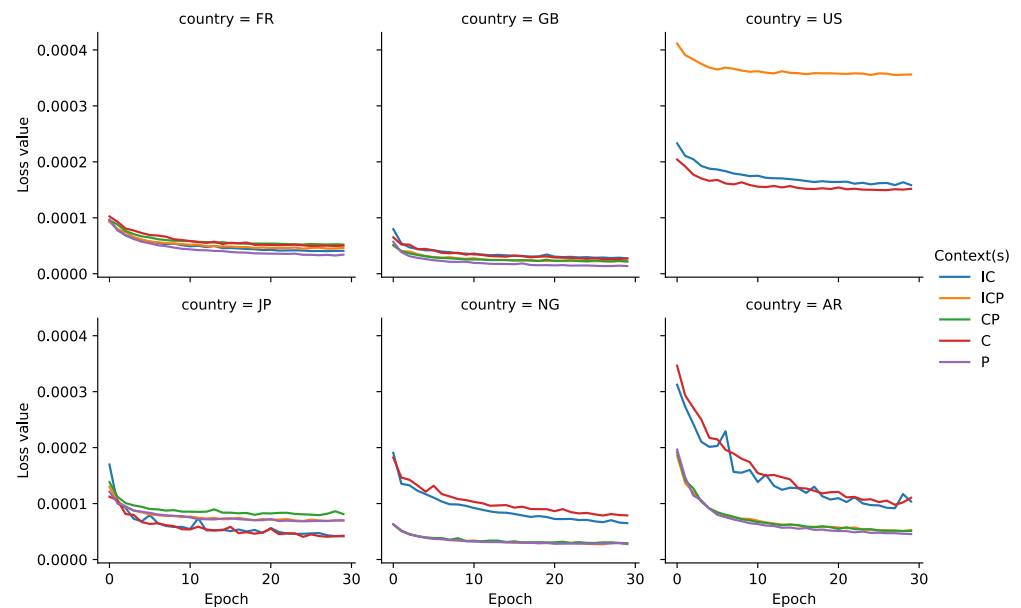 country = FR
country = GB
country = US
0.0004
0.0003
0.0002
0.0001
0.0000
Loss value
country = JP
country = NG
country = AR
0.0004
0.0003
0.0002
0.0001
0.0000
Loss value
0
10
20
30
Epoch
0
10
20
30
Epoch
0
10
20
30
Epoch
Context(s)
IC
ICP
CP
C
P